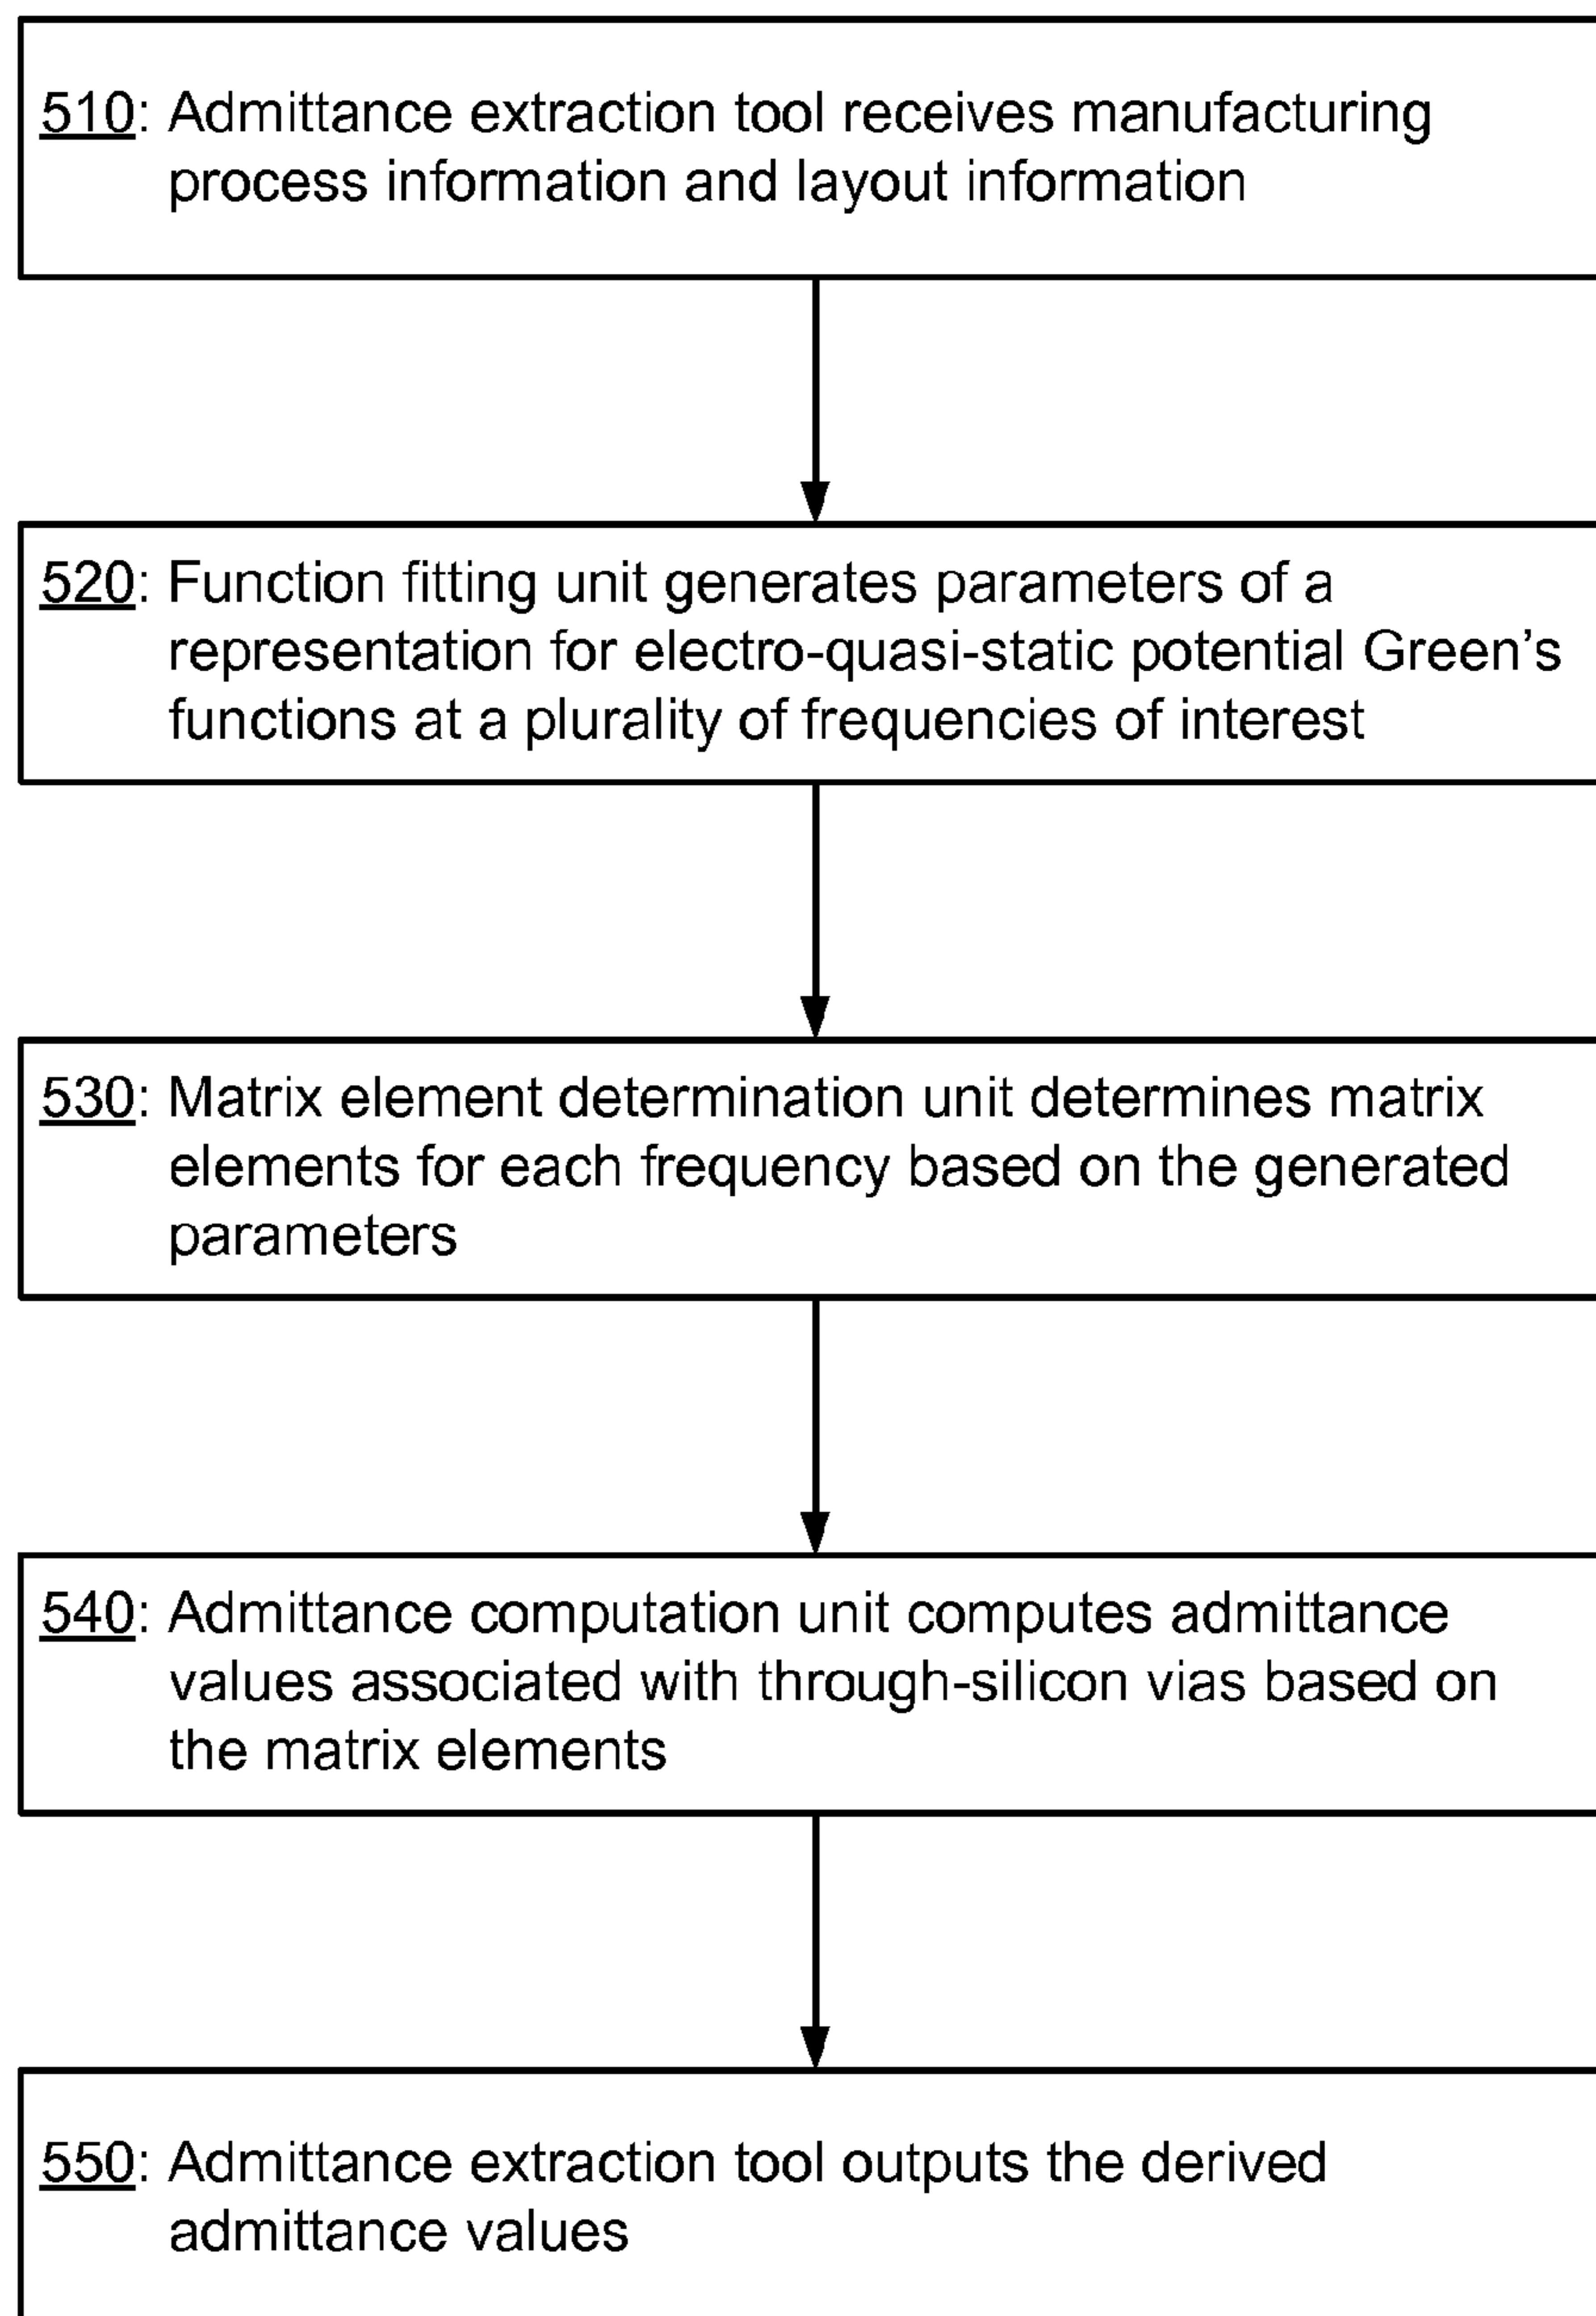 510: Admittance extraction tool receives manufacturing
process information and layout information
520: Function fitting unit generates parameters of a
representation for electro-quasi-static potential Green's
functions at a plurality of frequencies of interest
530: Matrix element determination unit determines matrix
elements for each frequency based on the generated
parameters
540: Admittance computation unit computes admittance
values associated with through-silicon vias based on
the matrix elements
550: Admittance extraction tool outputs the derived
admittance values